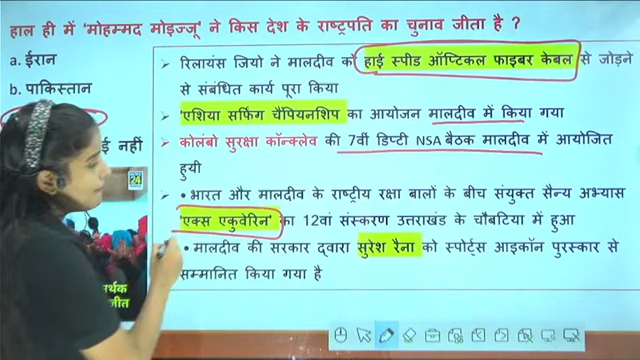 हाल ही में 'मोहम्मद मोइज्जू' ने किस देश के राष्ट्रपति का चुनाव जीता है ?
a. ईरान
b. पाकिस्तान
नहीं
➤ रिलायंस जियो ने मालदीव को हाई स्पीड ऑप्टिकल फाइबर केबल से जोड़ने
से संबंधित कार्य पूरा किया
➤ 'एशिया सर्फिंग चैंपियनशिप का आयोजन मालदीव में किया गया
➤ कोलंबो सुरक्षा कॉन्क्लेव की 7वीं डिप्टी NSA बैठक मालदीव में आयोजित
हुयी
➤ • भारत और मालदीव के राष्ट्रीय रक्षा बालों के बीच संयुक्त सैन्य अभ्यास
'एक्स एकुवेरिन' का 12वां संस्करण उत्तराखंड के चौबटिया में हुआ
• मालदीव की सरकार द्वारा सुरेश रैना को स्पोर्ट्स आइकॉन पुरस्कार से
सम्मानित किया गया है
24